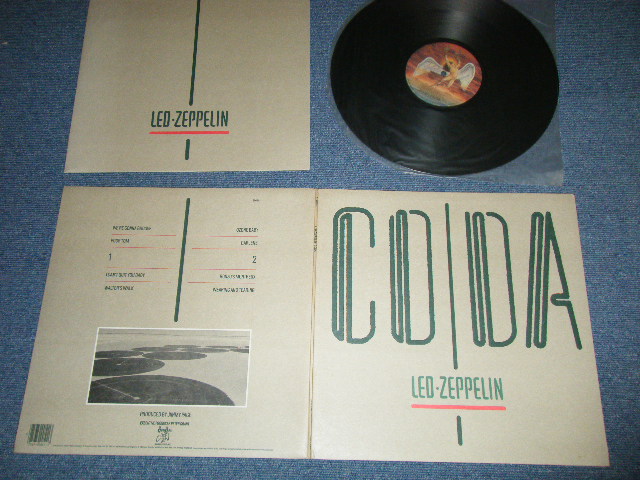 LED-ZEPPELIN
WE'RE GONNA GROOVE
POOR TOM
1
I CAN'T QUIT YOU BABY
WALTER'S WALK
OZONE BABY
DARLENE
2
BONZO'S MONTREUX
WEARING AND TEARING
PRODUCED BY JIMMY PAGE
CODA
LED-ZEPPELIN